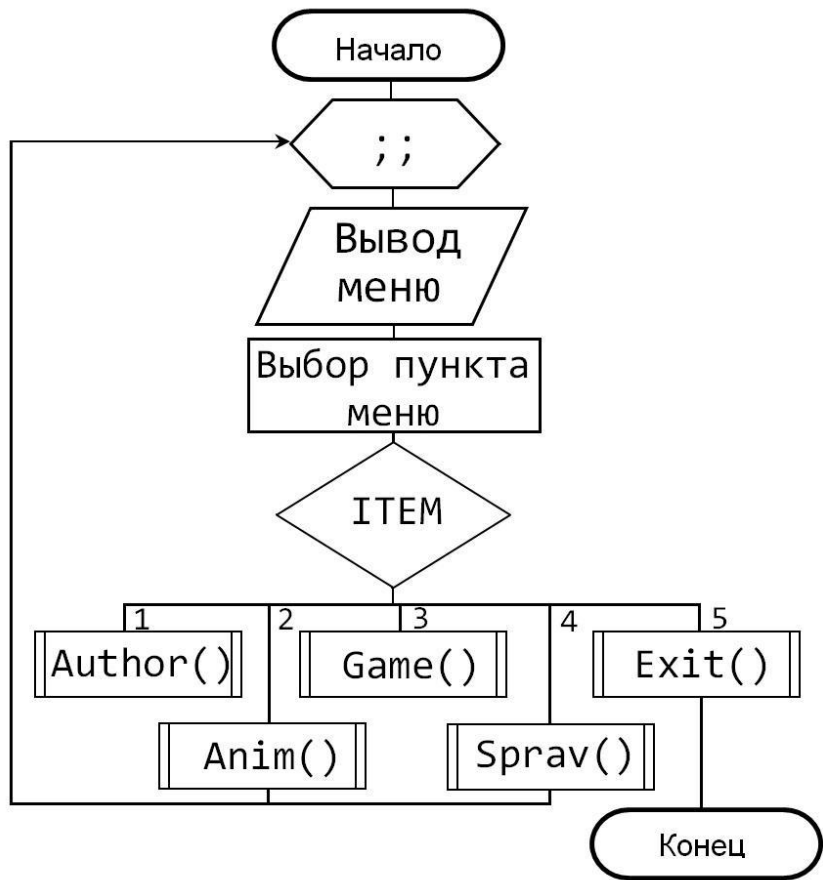 Начало
;;
Вывод
меню
Выбор пункта
меню
ITEM
1
2
3
4
5
Author()
Game()
Exit()
Anim()
Sprav()
Конец